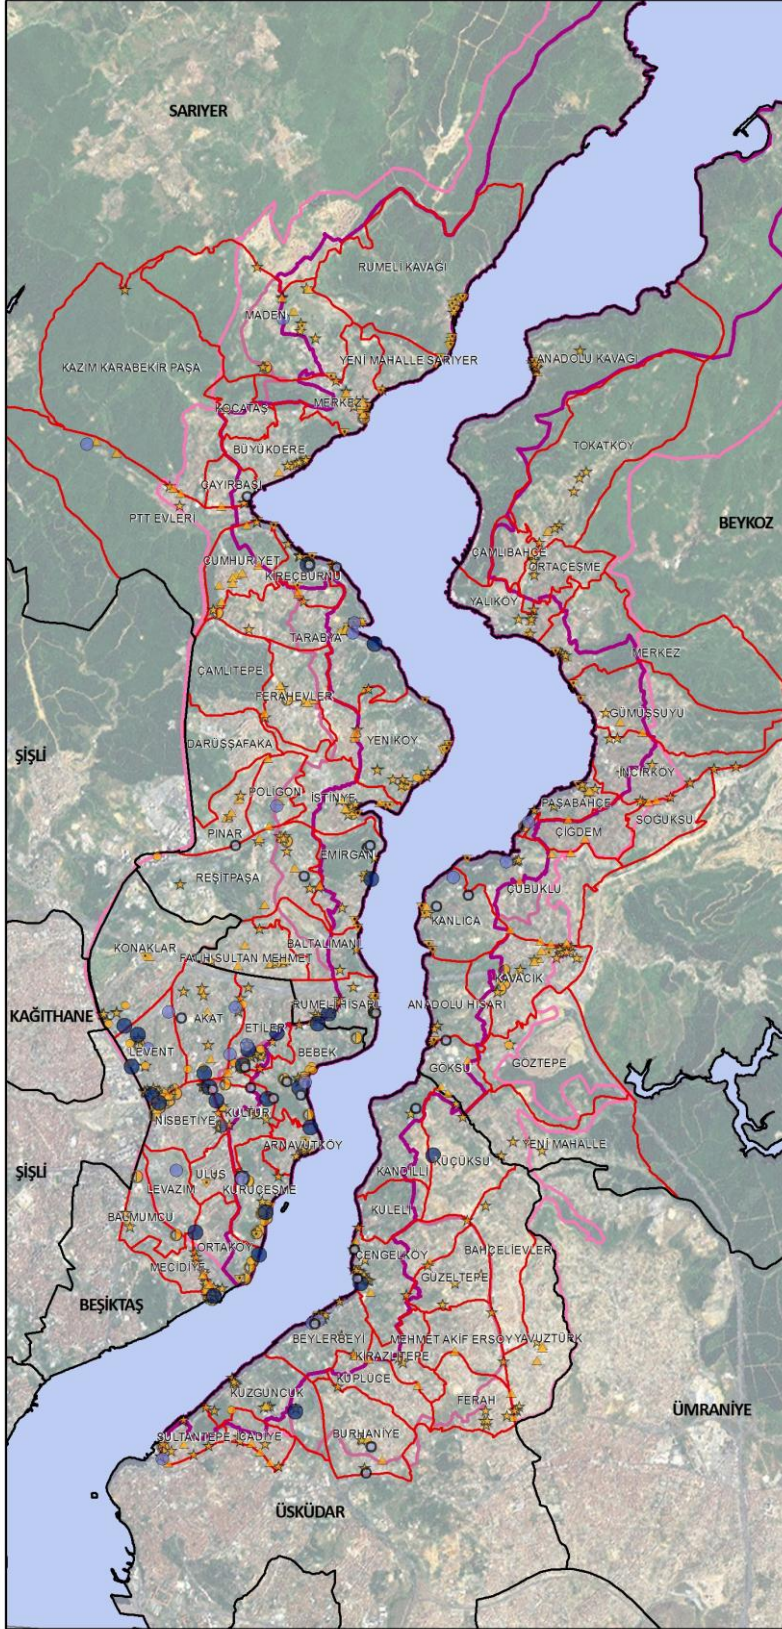 SARIYER
RUMELİ KAVAĞI
MADEN
YENİ MAHALLE SARIYER
ANADOLU KAVAĞI
KAZIM KARABEKİR PAŞA
KOCATAŞ
MERKEZ
BÜYÜKDERE
TOKATKÖY
ÇAYIRBAŞI
PTT EVLERİ
BEYKOZ
CUMHURİYET
KİREÇBURNU
ÇAMLIBAHÇE
ORTAÇEŞME
YALIKÖY
TARABYA
MERKEZ
ÇAMLITEPE
FERAHEVLER
GÜMÜŞSUYU
DARÜŞŞAFAKA
YENİKÖY
ŞİŞLİ
İNCİRKÖY
POLİGON
İSTİNYE
PAŞABAHÇE
SOĞUKSU
PINAR
ÇİĞDEM
EMİRGAN
REŞİTPAŞA
ÇUBUKLU
KANLICA
KONAKLAR
BALTALİMANI
FATİH SULTAN MEHMET
KAVACIK
RUMELİ HİSARI
ANADOLU HİSARI
KAĞITHANE
AKAT
ETİLER
LEVENT
BEBEK
GÖKSU
GÖZTEPE
NİSBETİYE
KÜLTÜR
ARNAVUTKÖY
YENİ MAHALLE
KÜÇÜKSU
KANDİLLİ
ŞİŞLİ
ULUS
LEVAZIM
KURUÇEŞME
KULELİ
BALMUMCU
ORTAKÖY
ÇENGELKÖY
BAHÇELİEVLER
MECİDİYE
GÜZELTEPE
BEŞİKTAŞ
BEYLERBEYİ
MEHMET AKİF ERSOY
YAVUZTÜRK
KİRAZLITEPE
KÜPLÜCE
KUZGUNCUK
FERAH
ÜMRANİYE
SULTANTEPE
İCADİYE
BURHANİYE
ÜSKÜDAR